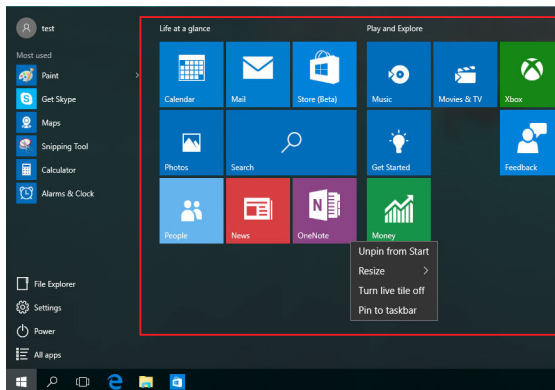 test
Most used
Paint
Get Skype
Maps
Snipping Tool
Calculator
Alarms & Clock
File Explorer
Settings
Power
All apps
Life at a glance
Calendar
Mail
Store (Beta)
Photos
Search
People
News
OneNote
Play and Explore
Music
Movies & TV
Xbox
Get Started
Feedback
Money
Unpin from Start
Resize
Turn live tile off
Pin to taskbar